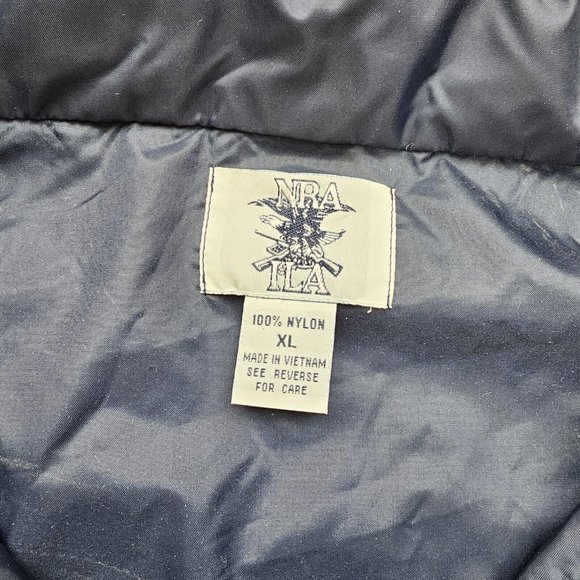 NRA
ILA
100% NYLON
XL
MADE IN VIETNAM
SEE REVERSE
FOR CARE